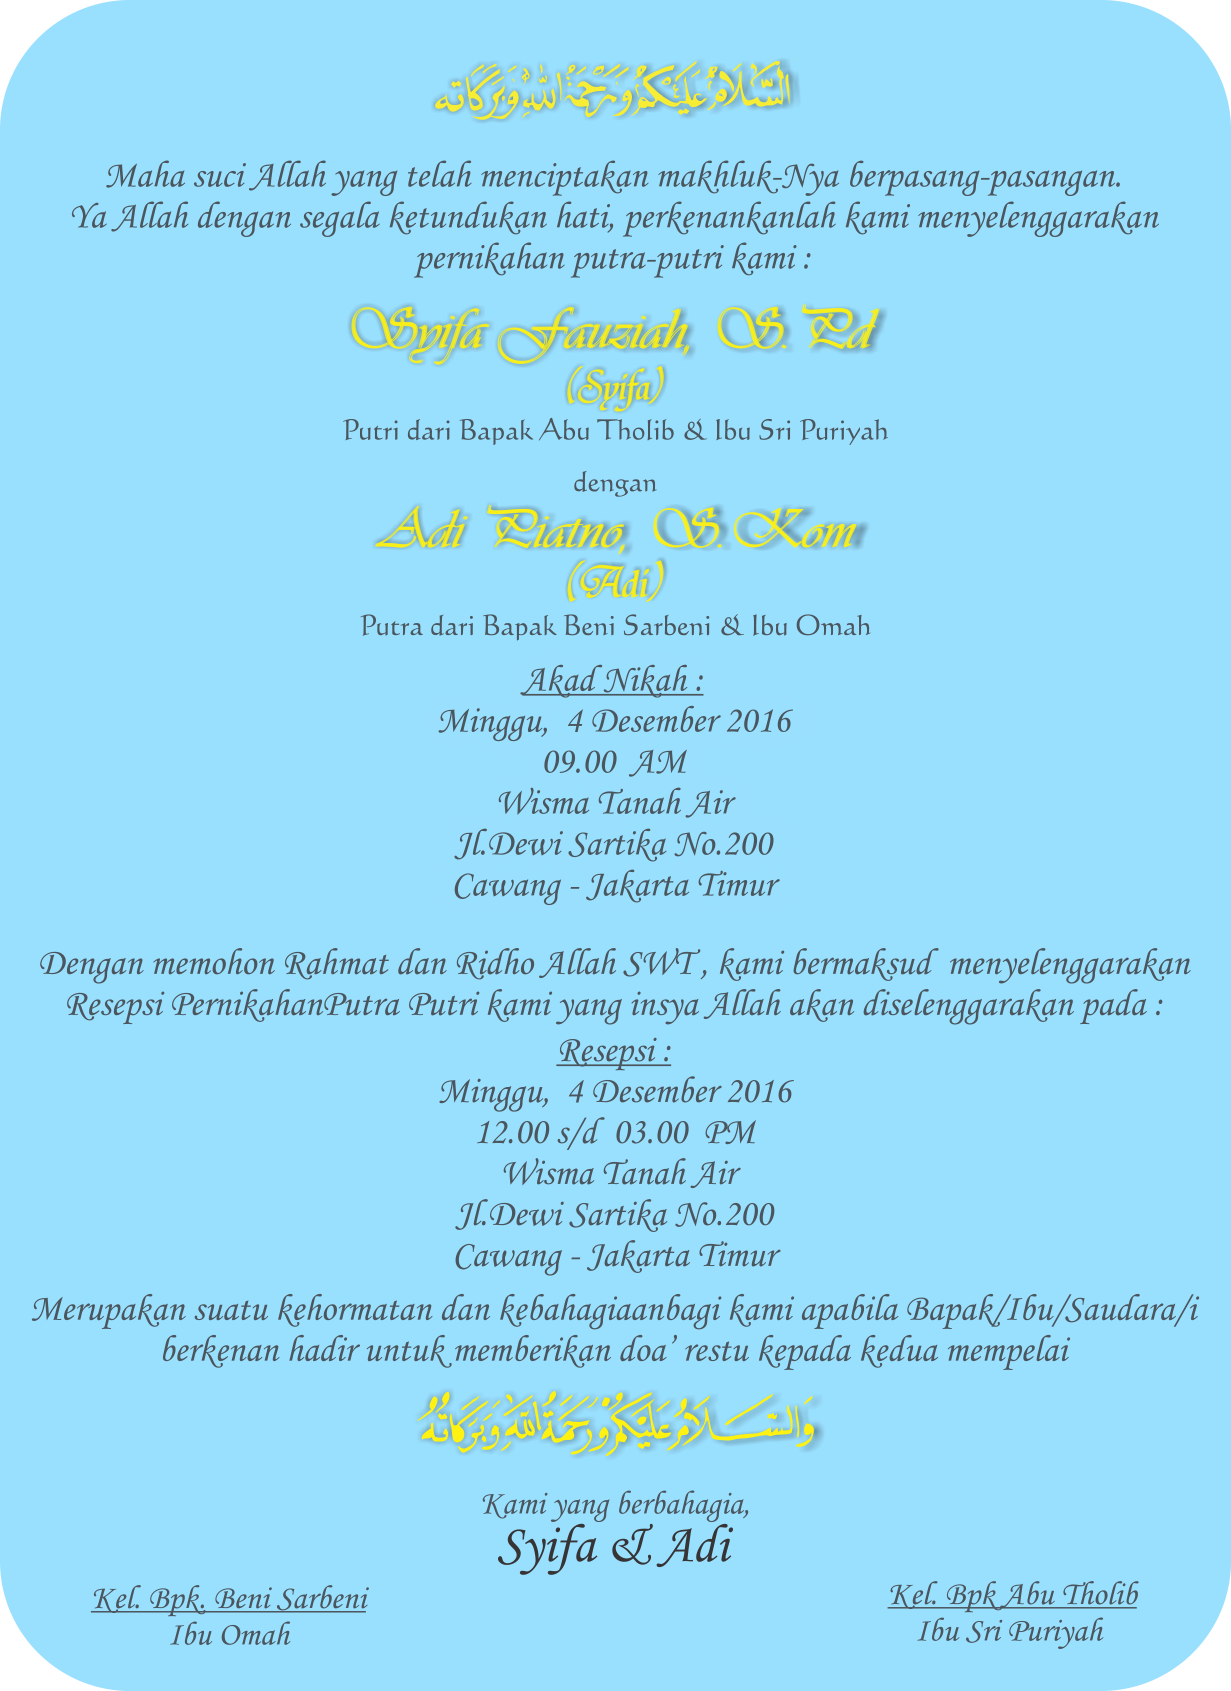 السَّلَامُ عَلَيْكُمْ وَرَحْمَةُ اللهِ وَبَرَكَاتُه
Maha suci Allah yang telah menciptakan makhluk-Nya berpasang-pasangan.
Ya Allah dengan segala ketundukan hati, perkenankanlah kami menyelenggarakan
pernikahan putra-putri kami :
Syifa Fauziah, S. Pd
(Syifa)
Putri dari Bapak Abu Tholib & Ibu Sri Puriyah
dengan
Adi Piatno, S.Kom
(Adi)
Putra dari Bapak Beni Sarbeni & Ibu Omah
Akad Nikah :
Minggu, 4 Desember 2016
09.00 AM
Wisma Tanah Air
Jl.Dewi Sartika No.200
Cawang - Jakarta Timur
Dengan memohon Rahmat dan Ridho Allah SWT , kami bermaksud menyelenggarakan
Resepsi PernikahanPutra Putri kami yang insya Allah akan diselenggarakan pada :
Resepsi :
Minggu, 4 Desember 2016
12.00 s/d 03.00 PM
Wisma Tanah Air
Jl.Dewi Sartika No.200
Cawang - Jakarta Timur
Merupakan suatu kehormatan dan kebahagiaanbagi kami apabila Bapak/Ibu/Saudara/i
berkenan hadir untuk memberikan doa’ restu kepada kedua mempelai
وَالسَّلَامُ عَلَيْكُمْ وَرَحْمَةُ اللهِ وَبَرَكَاتُهُ
Kami yang berbahagia,
Syifa & Adi
Kel. Bpk. Beni Sarbeni
Ibu Omah
Kel. Bpk Abu Tholib
Ibu Sri Puriyah